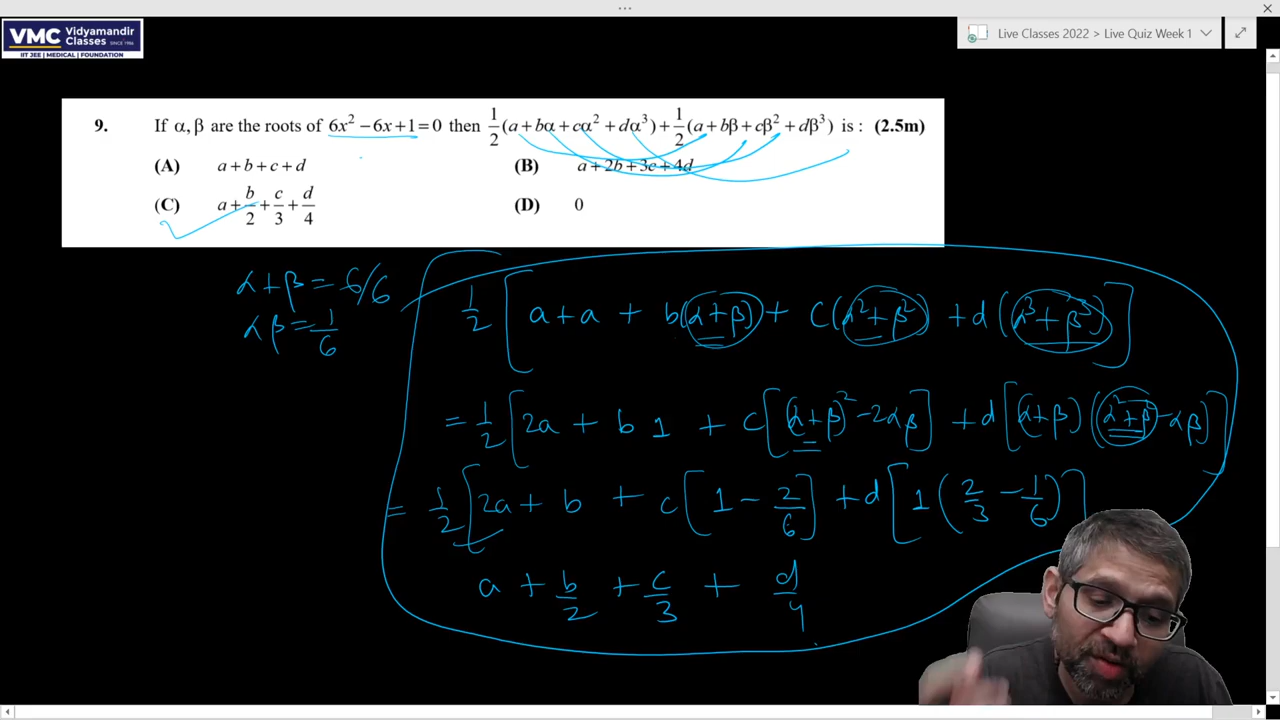 VMC Vidyamandir Classes SINCE 1986
IIT JEE | MEDICAL | FOUNDATION
Live Classes 2022 > Live Quiz Week 1
9. If α, β are the roots of 6x² − 6x + 1 = 0 then 1/2 (a + bα + cα² + dα³) + 1/2 (a + bβ + cβ² + dβ³) is : (2.5m)
(A) a + b + c + d (B) a + 2b + 3c + 4d
(C) a + b/2 + c/3 + d/4 (D) 0
α + β = 6/6
αβ = 1/6
1/2 [a + a + b(α + β) + c(α² + β²) + d(α³ + β³)]
= 1/2 [2a + b 1 + c[(α + β)² − 2αβ] + d[(α + β)(α² + β² − αβ)]
= 1/2 [2a + b + c[1 − 2/6] + d[1(2/3 − 1/6)]
a + b/2 + c/3 + d/4